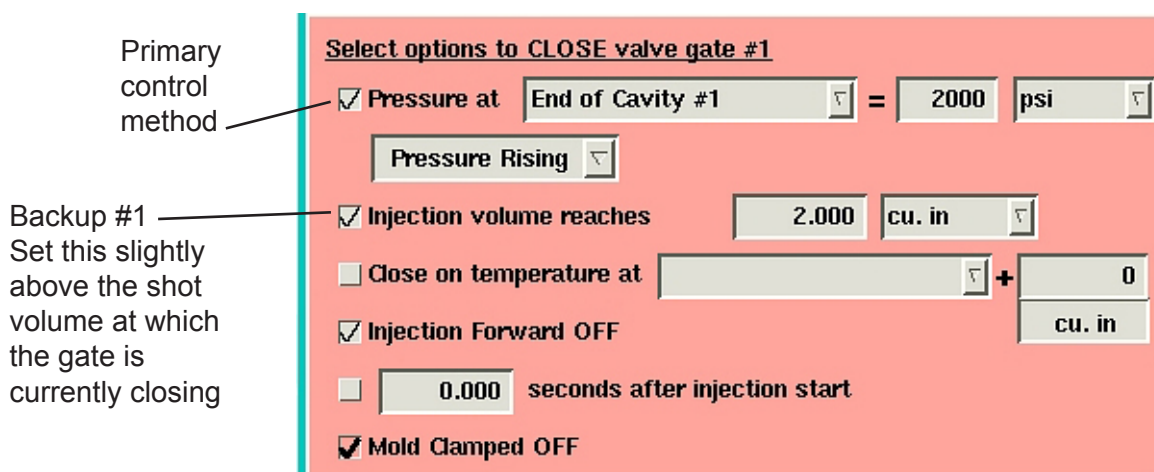 Primary
control
method
Select options to CLOSE valve gate #1
Pressure at End of Cavity #1 = 2000 psi
Pressure Rising
Backup #1
Set this slightly
above the shot
volume at which
the gate is
currently closing
Injection volume reaches 2.000 cu. in
Close on temperature at + 0
cu. in
Injection Forward OFF
0.000 seconds after injection start
Mold Clamped OFF